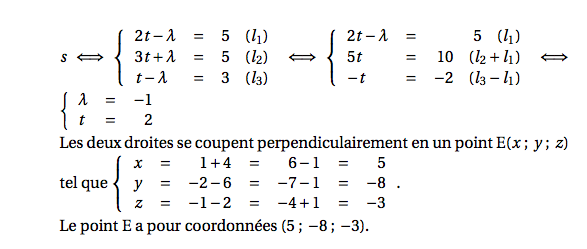 s ⟺ { 2t − λ = 5 (l₁) ⟺ { 2t − λ = 5 (l₁) ⟺
3t + λ = 5 (l₂) 5t = 10 (l₂ + l₁)
t − λ = 3 (l₃) −t = −2 (l₃ − l₁)
{ λ = −1
t = 2
Les deux droites se coupent perpendiculairement en un point E(x ; y ; z)
tel que { x = 1+4 = 6−1 = 5
y = −2−6 = −7−1 = −8 .
z = −1−2 = −4+1 = −3
Le point E a pour coordonnées (5 ; −8 ; −3).